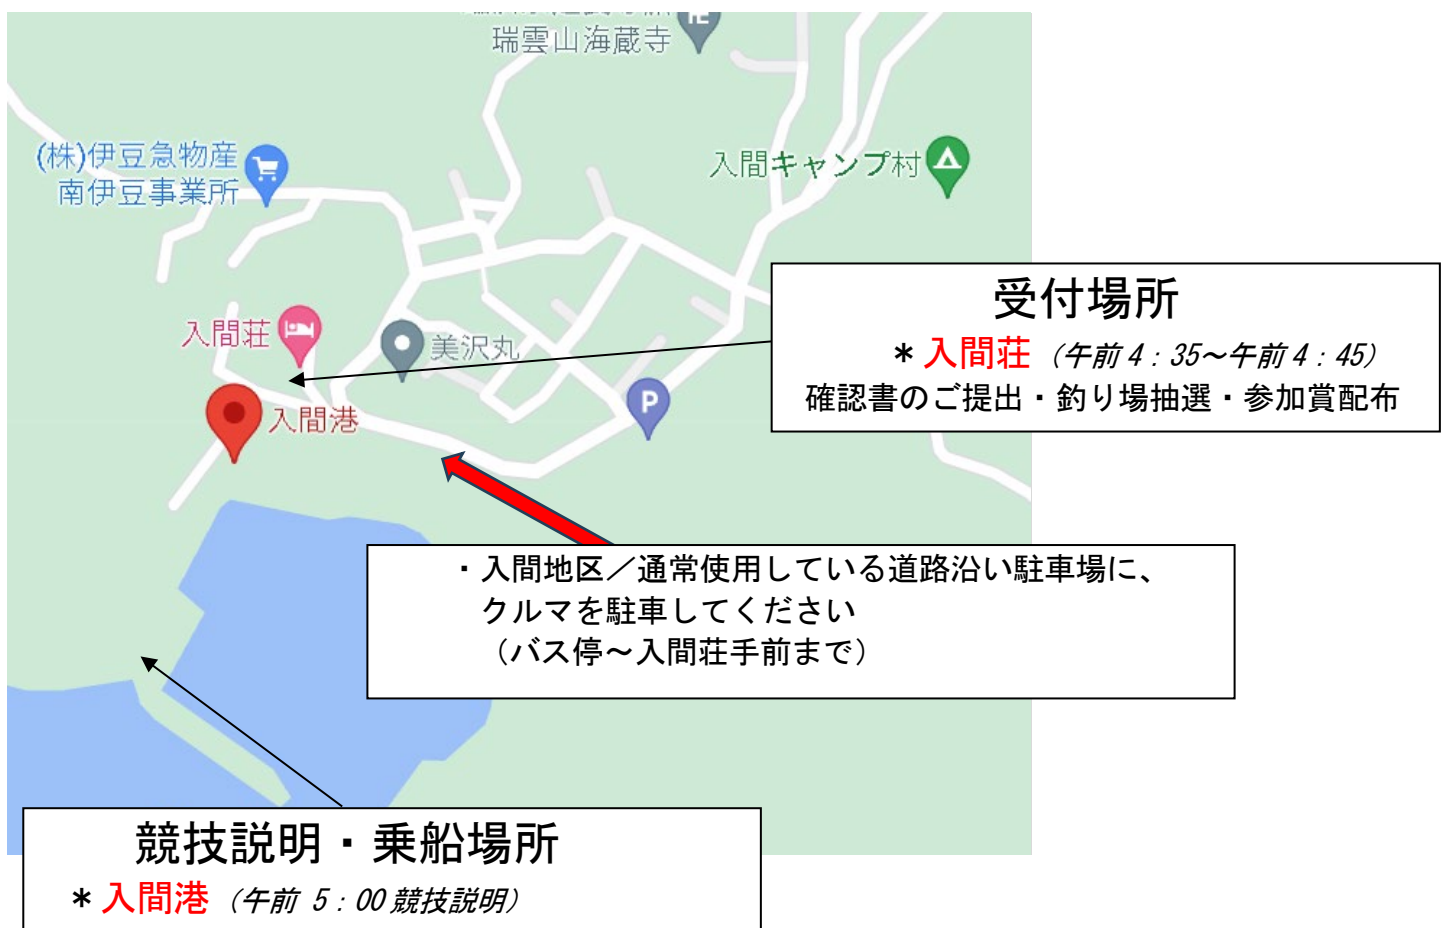 瑞雲山海蔵寺
(株)伊豆急物産
南伊豆事業所
入間キャンプ村
受付場所
＊入間荘（午前4：35～午前4：45）
確認書のご提出・釣り場抽選・参加賞配布
入間荘
美沢丸
P
入間港
・入間地区／通常使用している道路沿い駐車場に、
クルマを駐車してください
（バス停～入間荘手前まで）
競技説明・乗船場所
＊入間港（午前 5：00 競技説明）